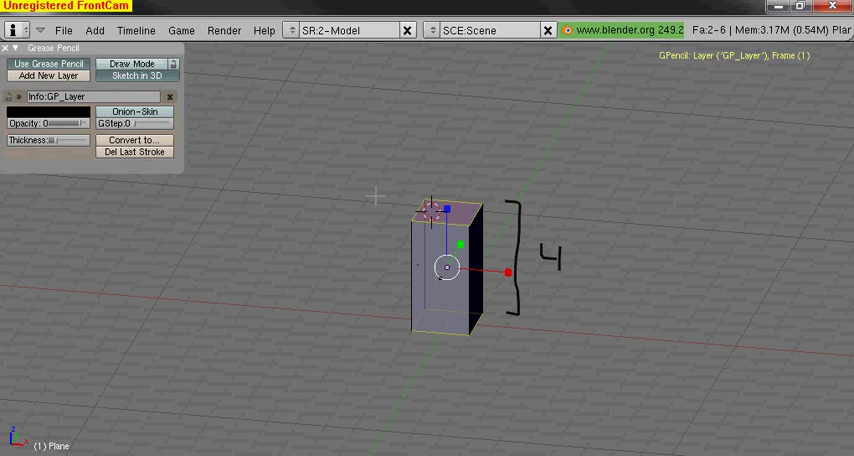 Unregistered FrontCam
i File Add Timeline Game Render Help SR:2-Model SCE:Scene www.blender.org 249.2 Fa:2-6 | Mem:3.17M (0.54M) Plar
Grease Pencil
GPencil: Layer ("GP_Layer"), Frame (1)
Use Grease Pencil Draw Mode
Add New Layer Sketch in 3D
Info:GP_Layer
Onion-Skin
Opacity: 0 GStep:0
Thickness: Convert to...
Del Last Stroke
4
z
x
(1) Plane